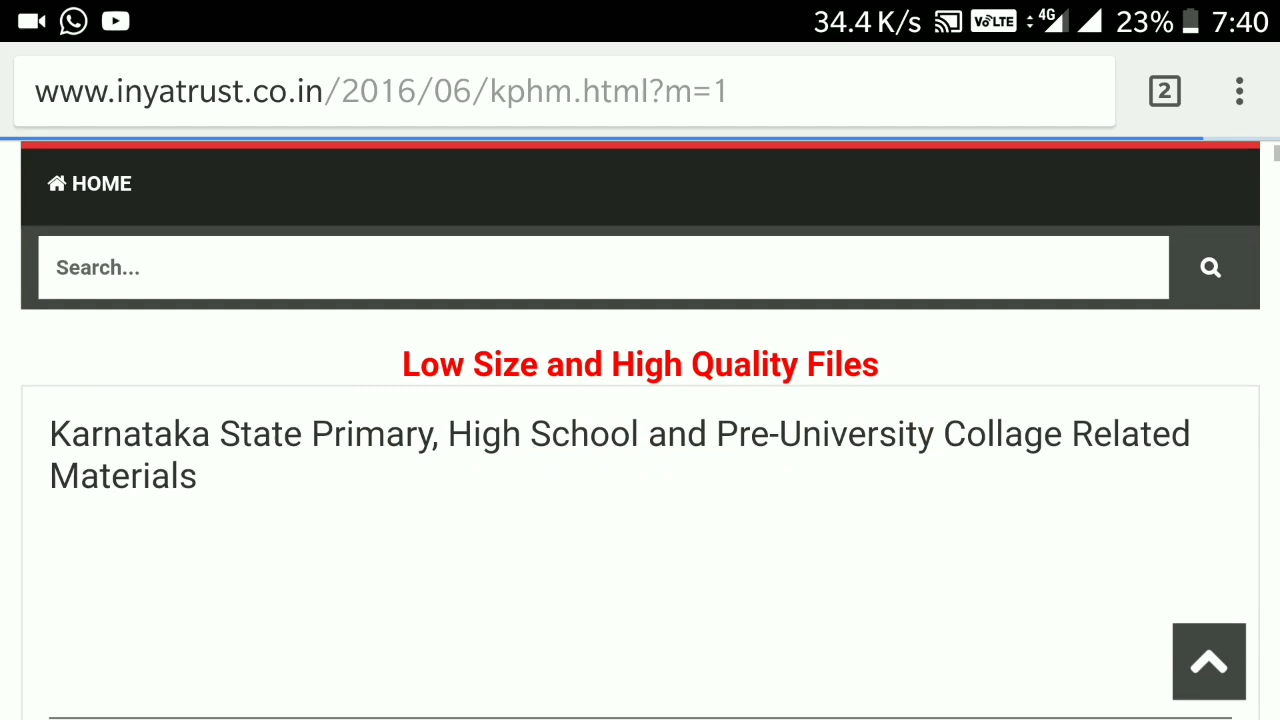 34.4 K/s VoLTE 4G 23% 7:40
www.inyatrust.co.in/2016/06/kphm.html?m=1 2
HOME
Search...
Low Size and High Quality Files
Karnataka State Primary, High School and Pre-University Collage Related
Materials